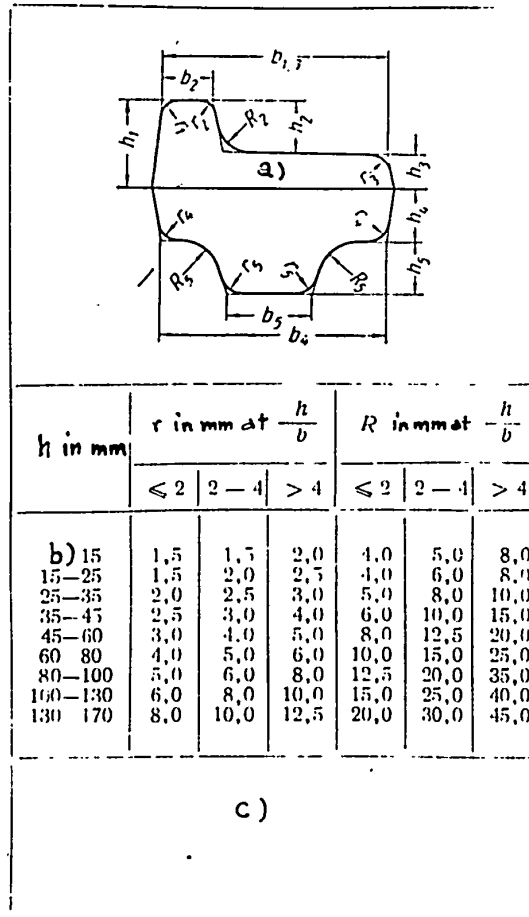 b₁,₃
b₂
h₁
r₁
r₂
R₂
h₂
a)
r₃
h₃
h₄
r₄
R₅
r₅
R₅
h₅
b₅
b₄
h in mm
r in mm at h/b
R in mm at h/b
≤ 2 | 2 — 4 | > 4 | ≤ 2 | 2 — 4 | > 4
b) 15 1,5 1,5 2,0 4,0 5,0 8,0
15—25 1,5 2,0 2,5 4,0 6,0 8,0
25—35 2,0 2,5 3,0 5,0 8,0 10,0
35—45 2,5 3,0 4,0 6,0 10,0 15,0
45—60 3,0 4,0 5,0 8,0 12,5 20,0
60 80 4,0 5,0 6,0 10,0 15,0 25,0
80—100 5,0 6,0 8,0 12,5 20,0 35,0
100—130 6,0 8,0 10,0 15,0 25,0 40,0
130 170 8,0 10,0 12,5 20,0 30,0 45,0
c)